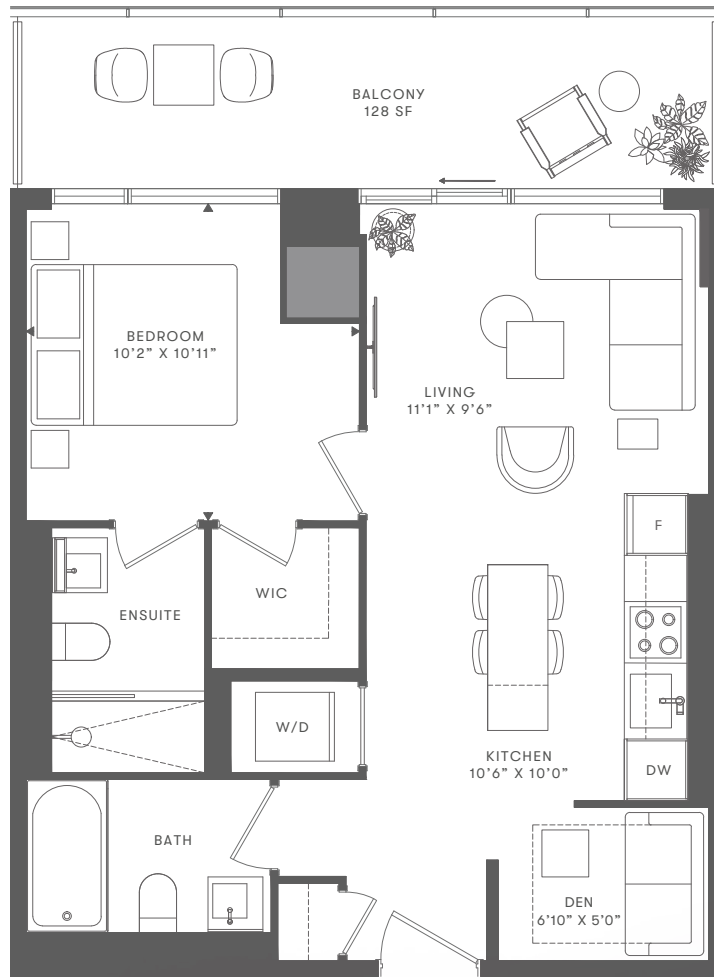 BALCONY
128 SF
BEDROOM
10’2” X 10’11”
LIVING
11’1” X 9’6”
F
WIC
ENSUITE
W/D
KITCHEN
10’6” X 10’0”
DW
BATH
DEN
6’10” X 5’0”